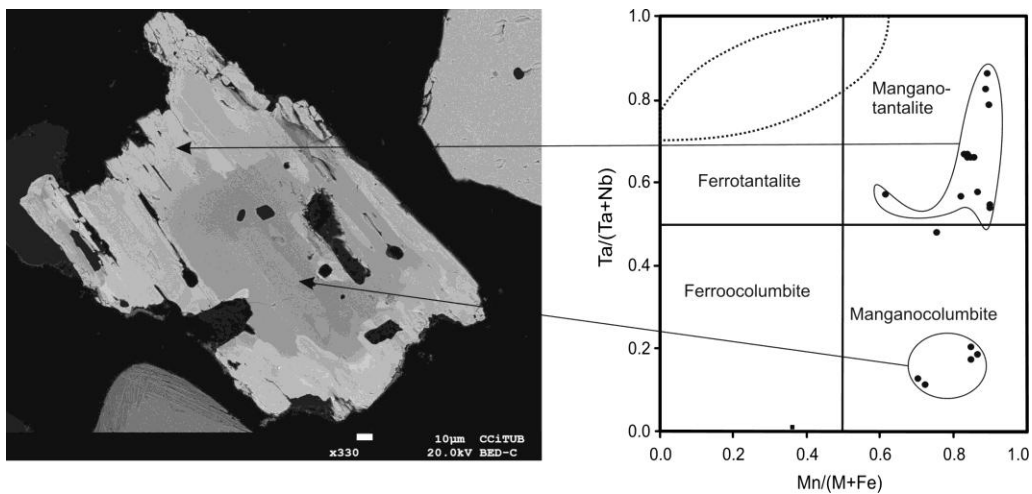 10µm CCiTUB
x330 20.0kV BED-C
Ta/(Ta+Nb)
1.0
0.8
0.6
0.4
0.2
0.0
Mangano-
tantalite
Ferrotantalite
Ferroocolumbite
Manganocolumbite
0.0 0.2 0.4 0.6 0.8 1.0
Mn/(M+Fe)